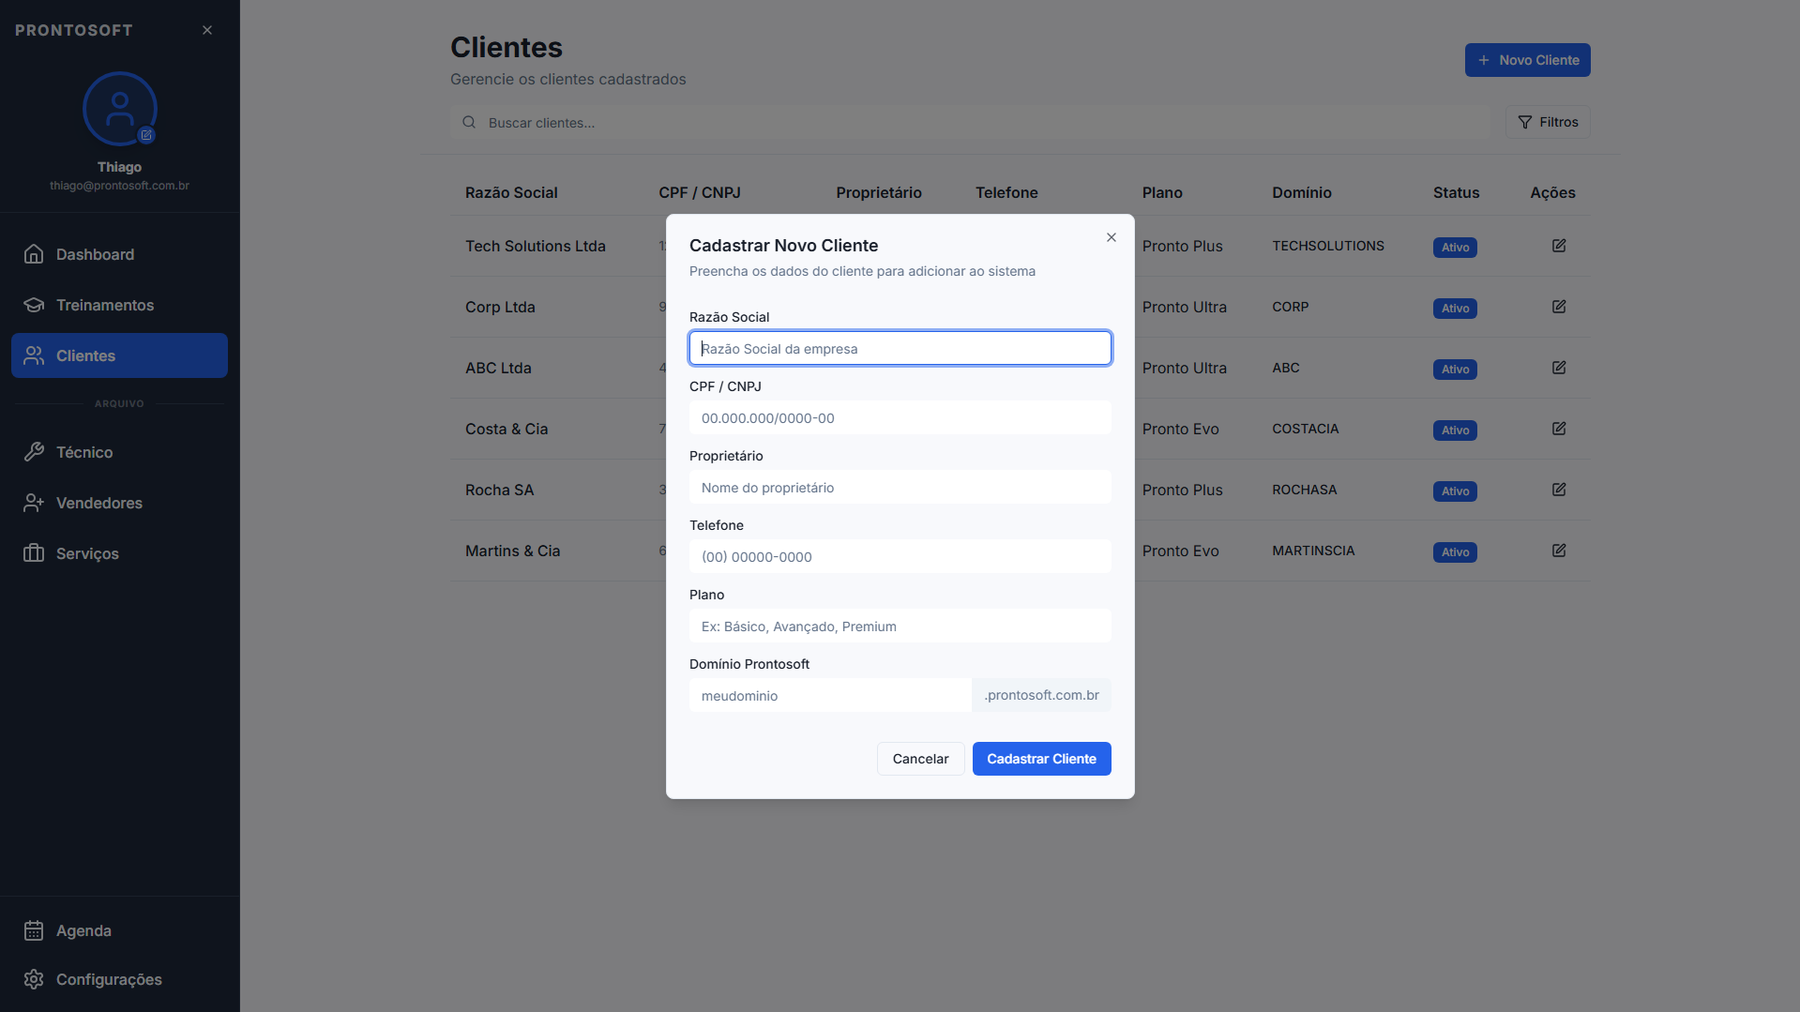 PRONTOSOFT
Thiago
thiago@prontosoft.com.br
Dashboard
Treinamentos
Clientes
ARQUIVO
Técnico
Vendedores
Serviços
Agenda
Configurações
Clientes
Gerencie os clientes cadastrados
Novo Cliente
Buscar clientes...
Filtros
Razão Social CPF / CNPJ Proprietário Telefone Plano Domínio Status Ações
Tech Solutions Ltda Pronto Plus TECHSOLUTIONS Ativo
Corp Ltda 9 Pronto Ultra CORP Ativo
ABC Ltda 4 Pronto Ultra ABC Ativo
Costa & Cia 7 Pronto Evo COSTACIA Ativo
Rocha SA 3 Pronto Plus ROCHASA Ativo
Martins & Cia 6 Pronto Evo MARTINSCIA Ativo
Cadastrar Novo Cliente
Preencha os dados do cliente para adicionar ao sistema
Razão Social
Razão Social da empresa
CPF / CNPJ
00.000.000/0000-00
Proprietário
Nome do proprietário
Telefone
(00) 00000-0000
Plano
Ex: Básico, Avançado, Premium
Domínio Prontosoft
meudominio .prontosoft.com.br
Cancelar Cadastrar Cliente